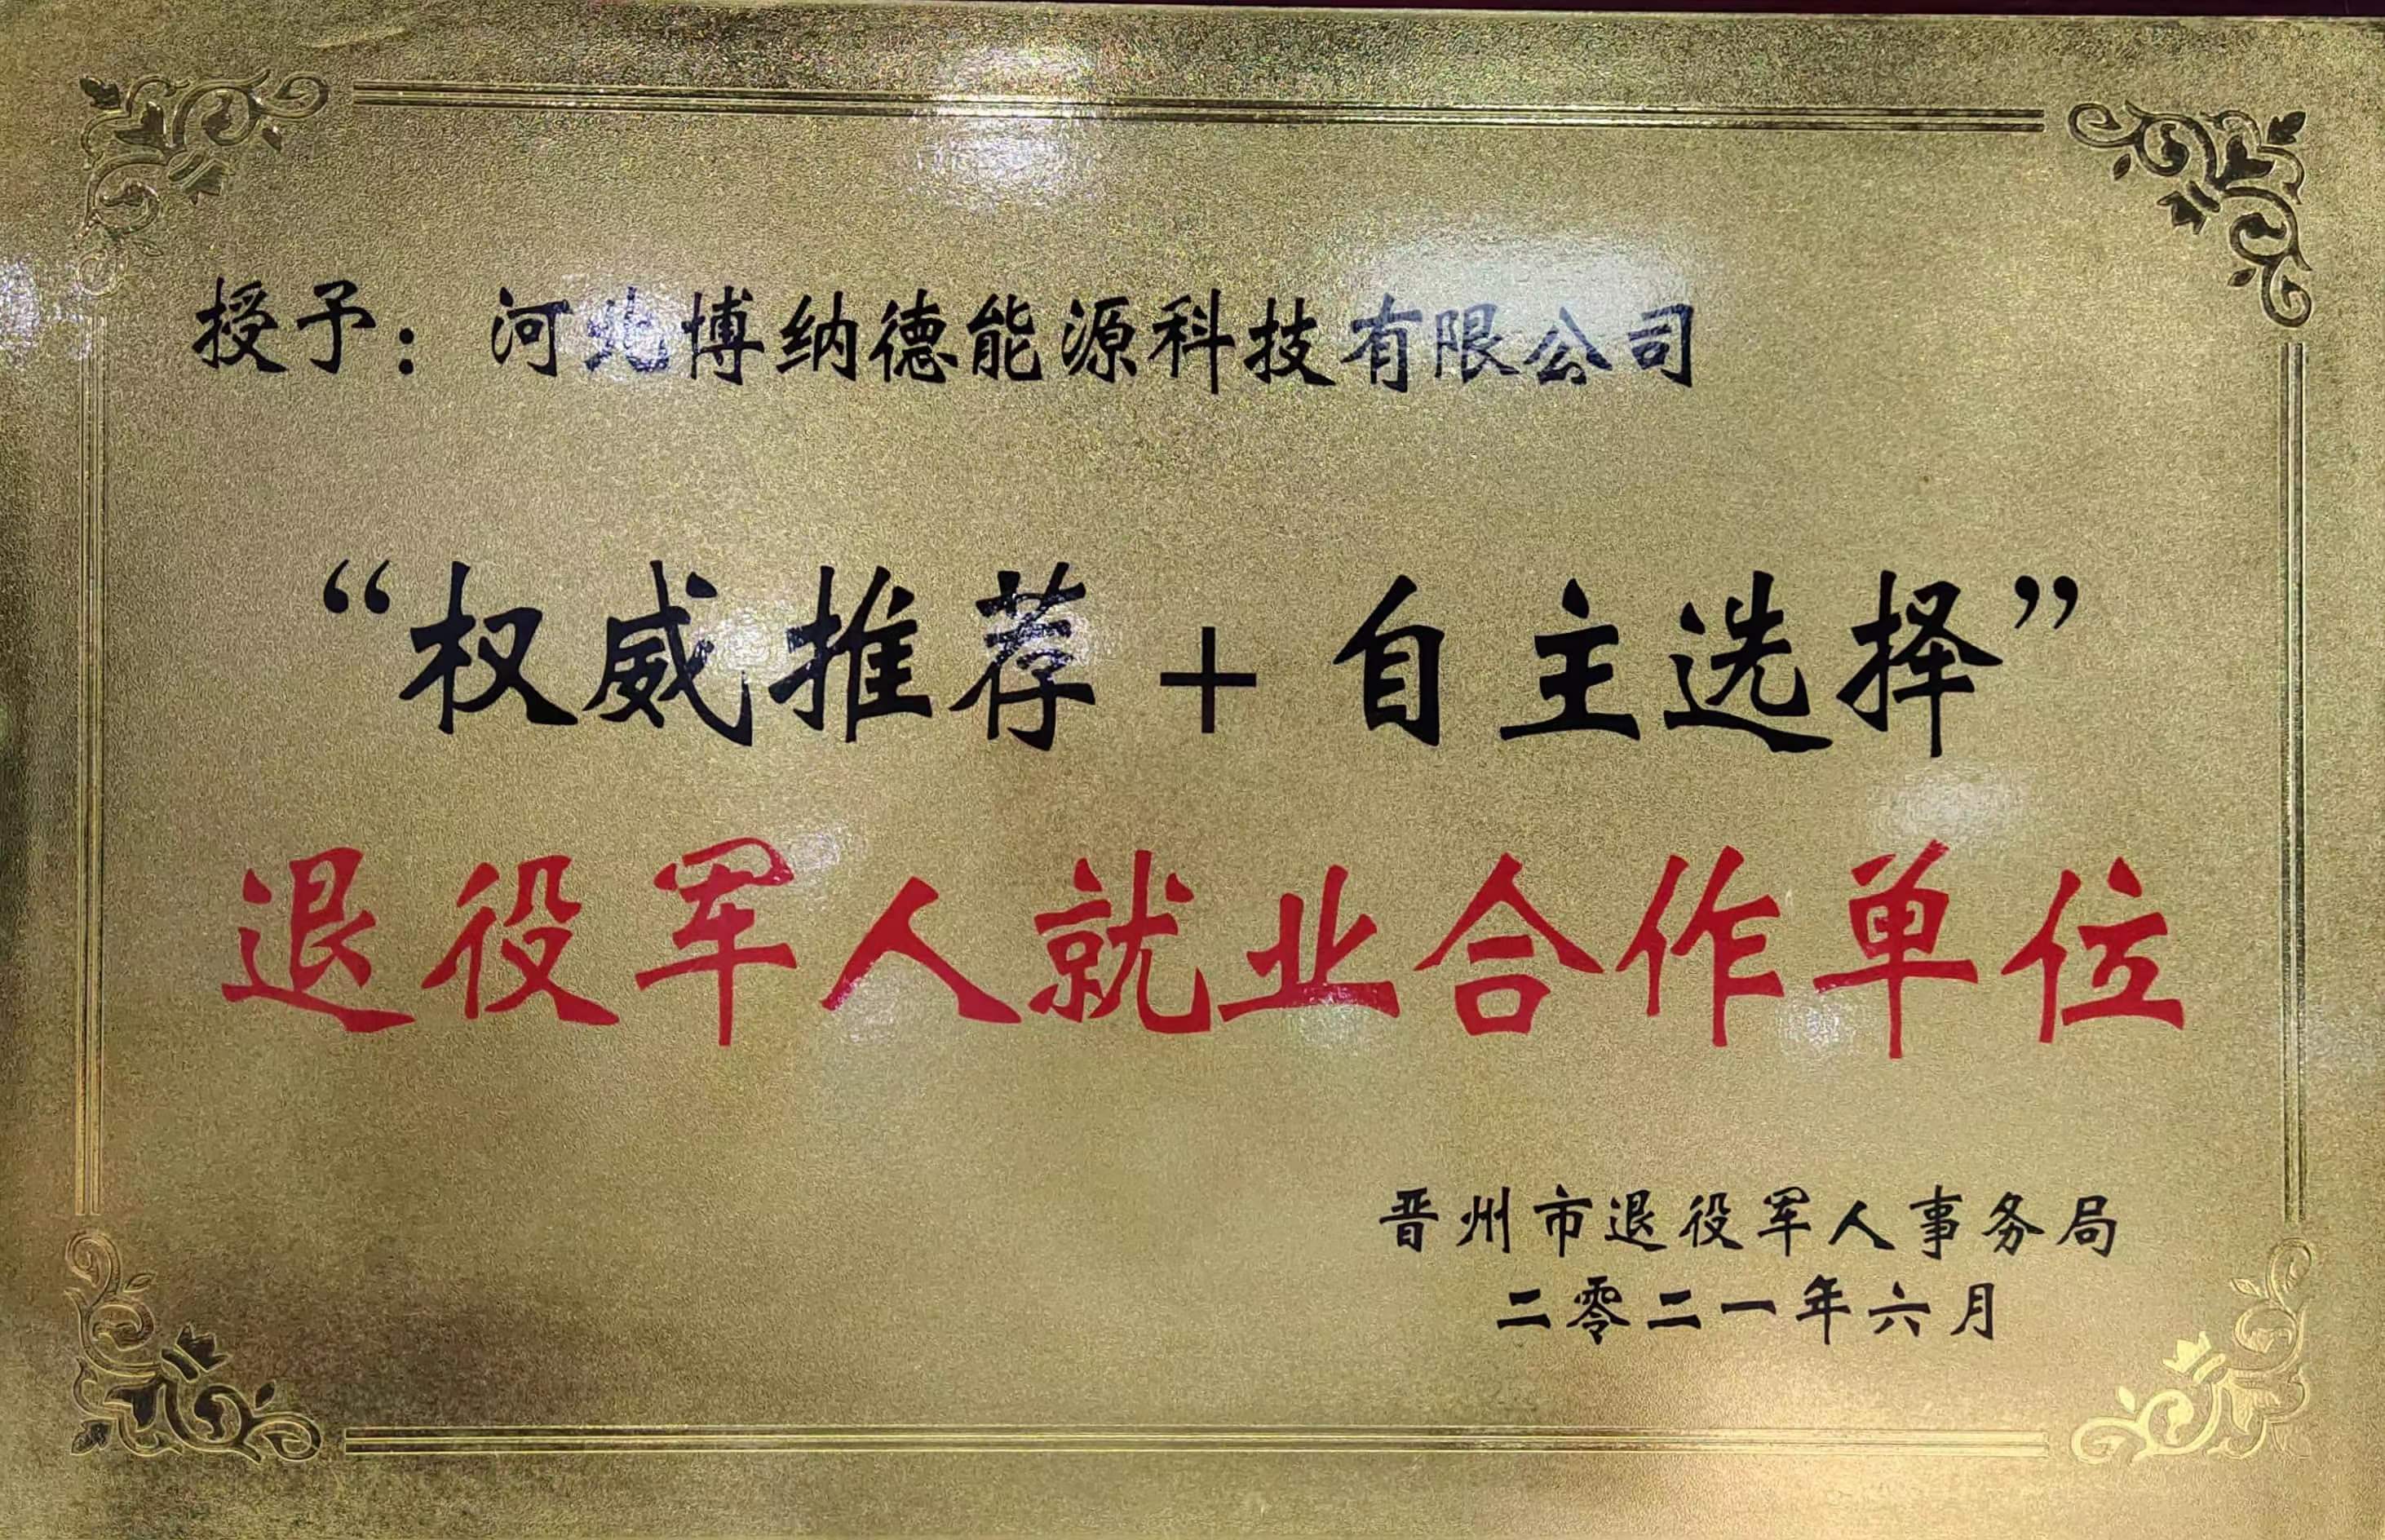 授予：河北博纳德能源科技有限公司
“权威推荐+自主选择”
退役军人就业合作单位
晋州市退役军人事务局
二零二一年六月